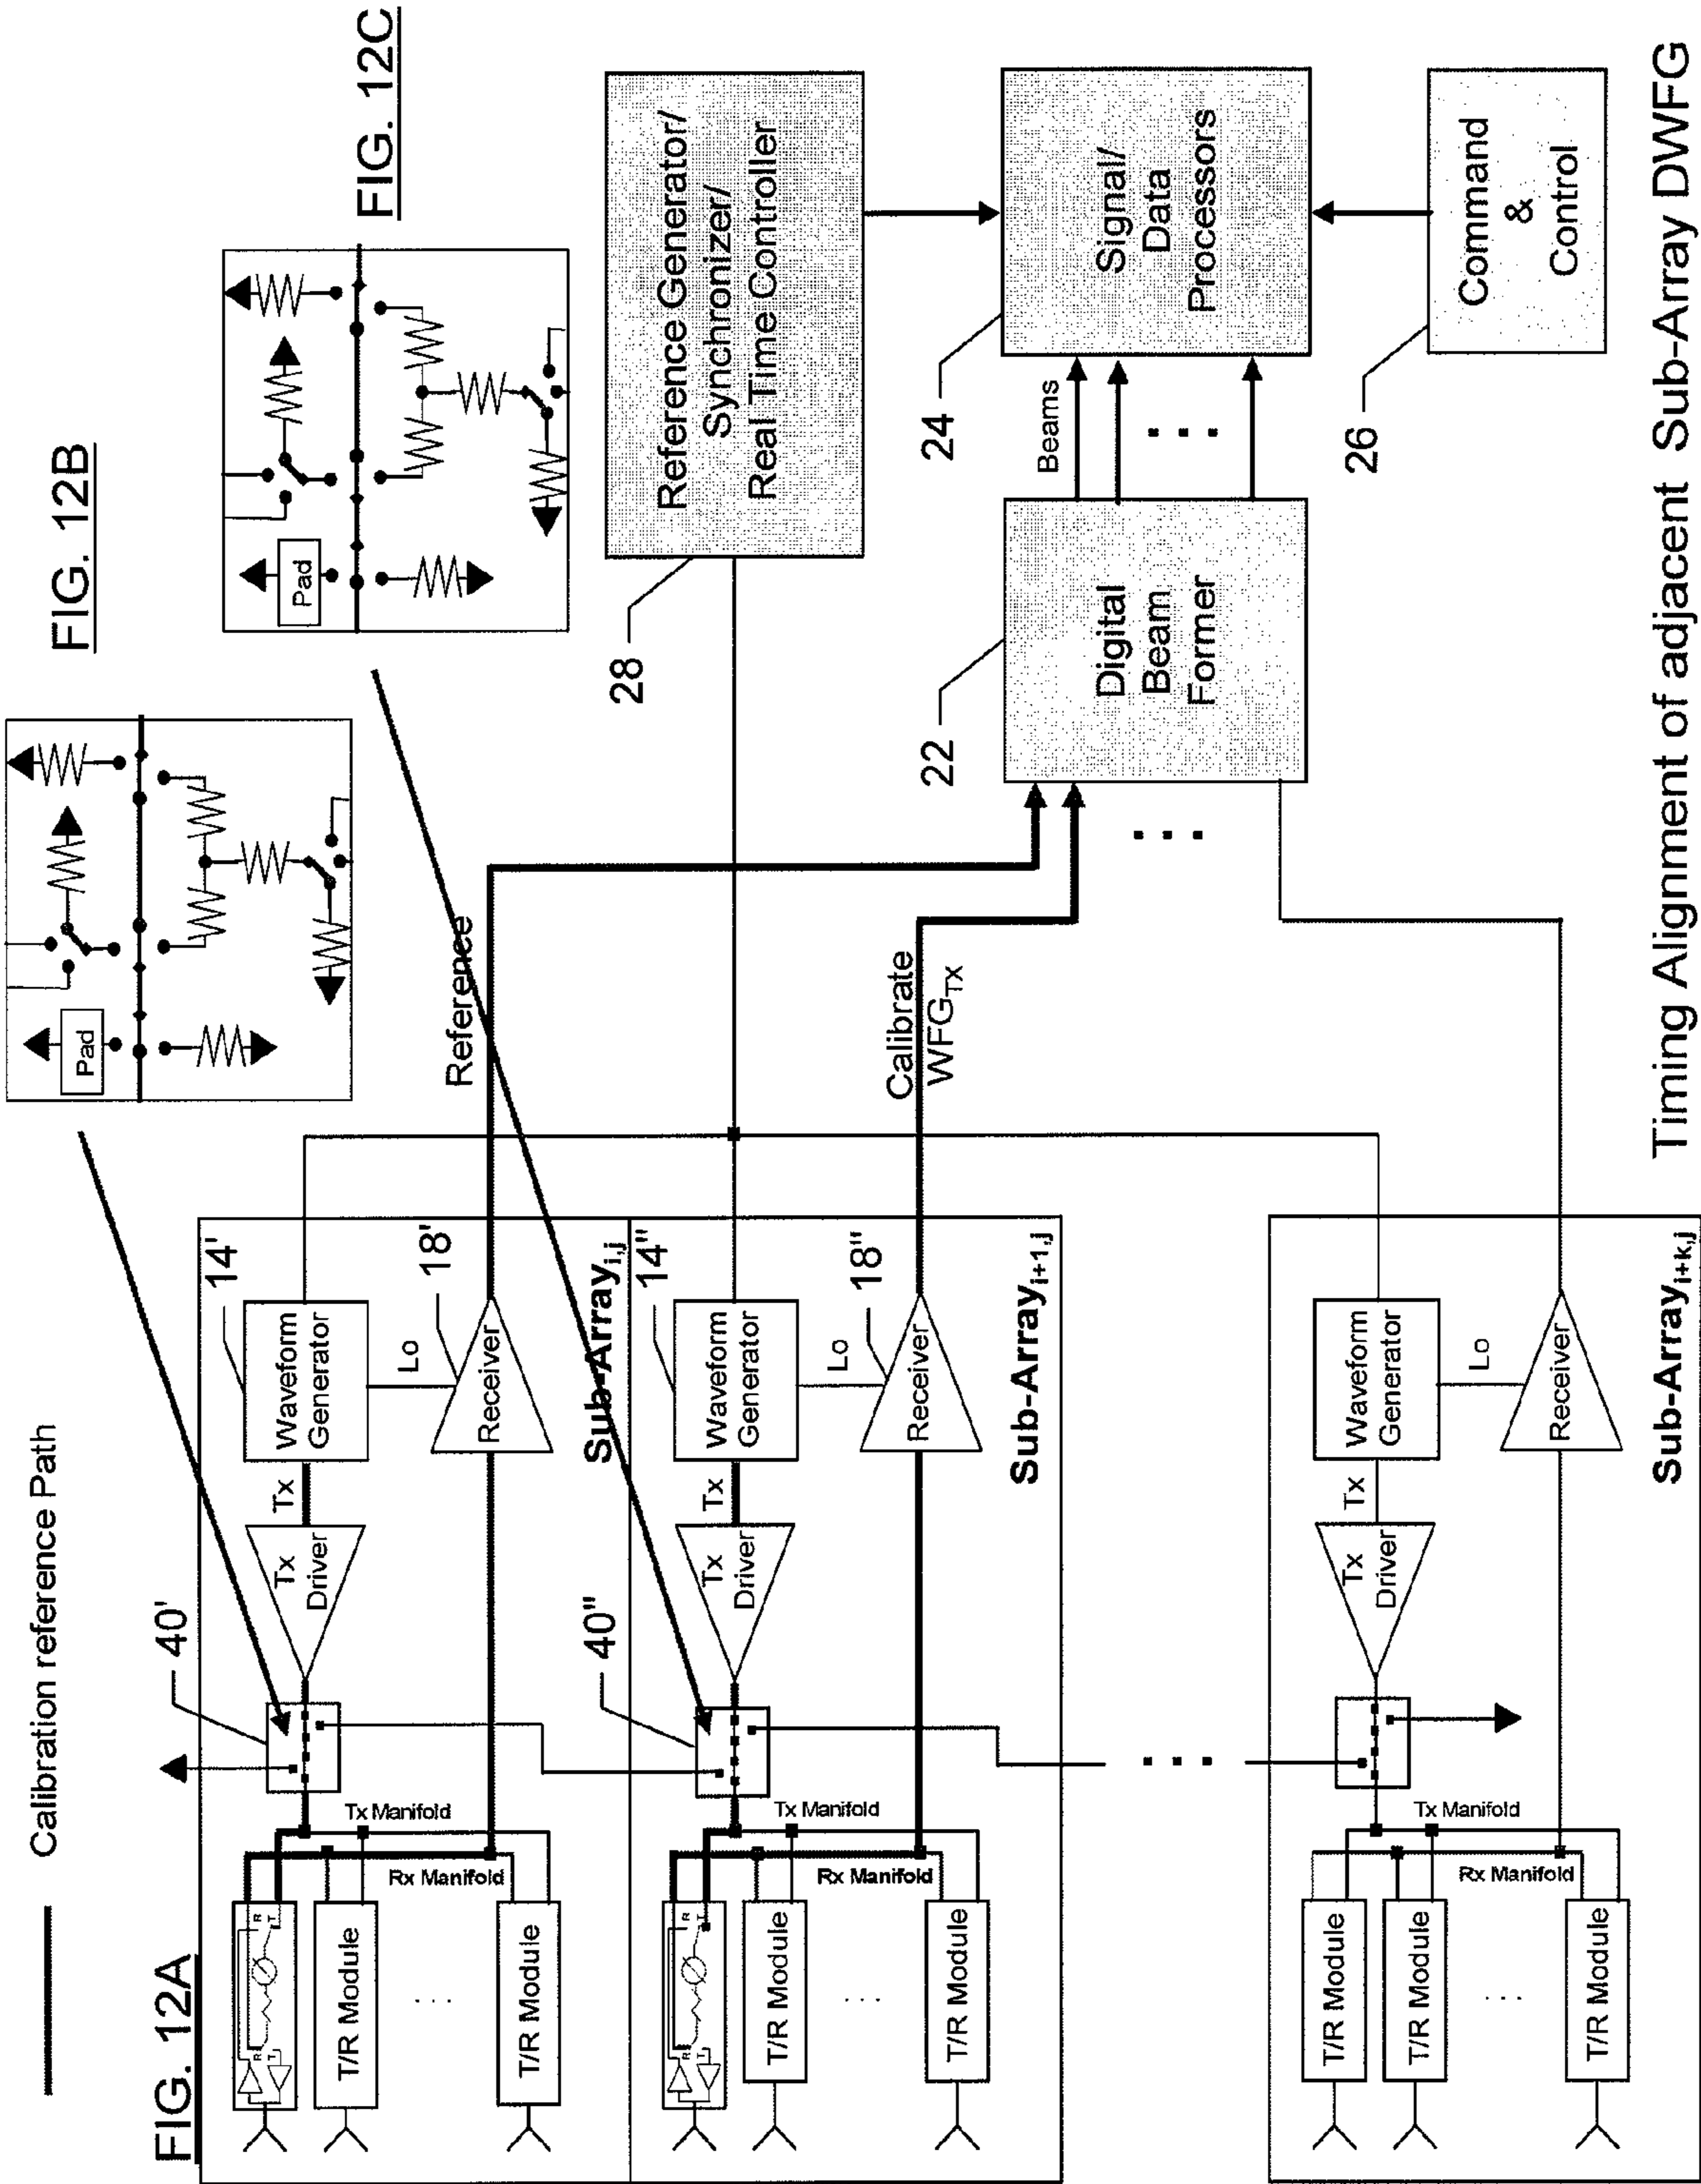 FIG. 12A
Calibration reference Path
FIG. 12B
FIG. 12C
Pad
Pad
40'
14'
Tx
Driver
Tx
Waveform
Generator
Lo
18'
Receiver
Tx Manifold
Rx Manifold
T/R Module
...
T/R Module
R
T
R
T
Sub-Array i,j
Reference
40"
14"
Tx
Driver
Tx
Waveform
Generator
Lo
18"
Receiver
Tx Manifold
Rx Manifold
T/R Module
...
T/R Module
R
T
R
T
Sub-Array i+1,j
Calibrate
WFG TX
...
Tx
Driver
Tx
Waveform
Generator
Lo
Receiver
Tx Manifold
Rx Manifold
T/R Module
T/R Module
...
T/R Module
Sub-Array i+k,j
28
Reference Generator/
Synchronizer/
Real Time Controller
22
Digital
Beam
Former
...
Beams
...
24
Signal/
Data
Processors
26
Command
&
Control
Timing Alignment of adjacent Sub-Array DWFG